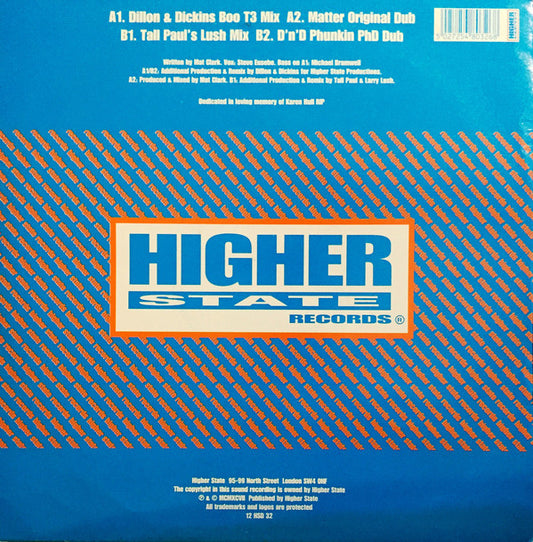 A1. Dillon & Dickins Boo T3 Mix A2. Matter Original Dub
B1. Tall Paul's Lush Mix B2. D'n'D Phunkin PhD Dub
Written by Mat Clark. Vox: Steve Eusebe. Bass on A1: Michael Bramwell
A1/B2: Additional Production & Remix by Dillon & Dickins for Higher State Productions.
A2: Produced & Mixed by Mat Clark. B1: Additional Production & Remix by Tall Paul & Larry Lush.
Dedicated in loving memory of Karen Hull RIP
HIGHER
HIGHER
STATE
RECORDS ®
Higher State 95-99 North Street London SW4 0HF
The copyright in this sound recording is owned by Higher State
℗ & © MCMXCVII Published by Higher State
All trademarks and logos are protected
12 HSD 32